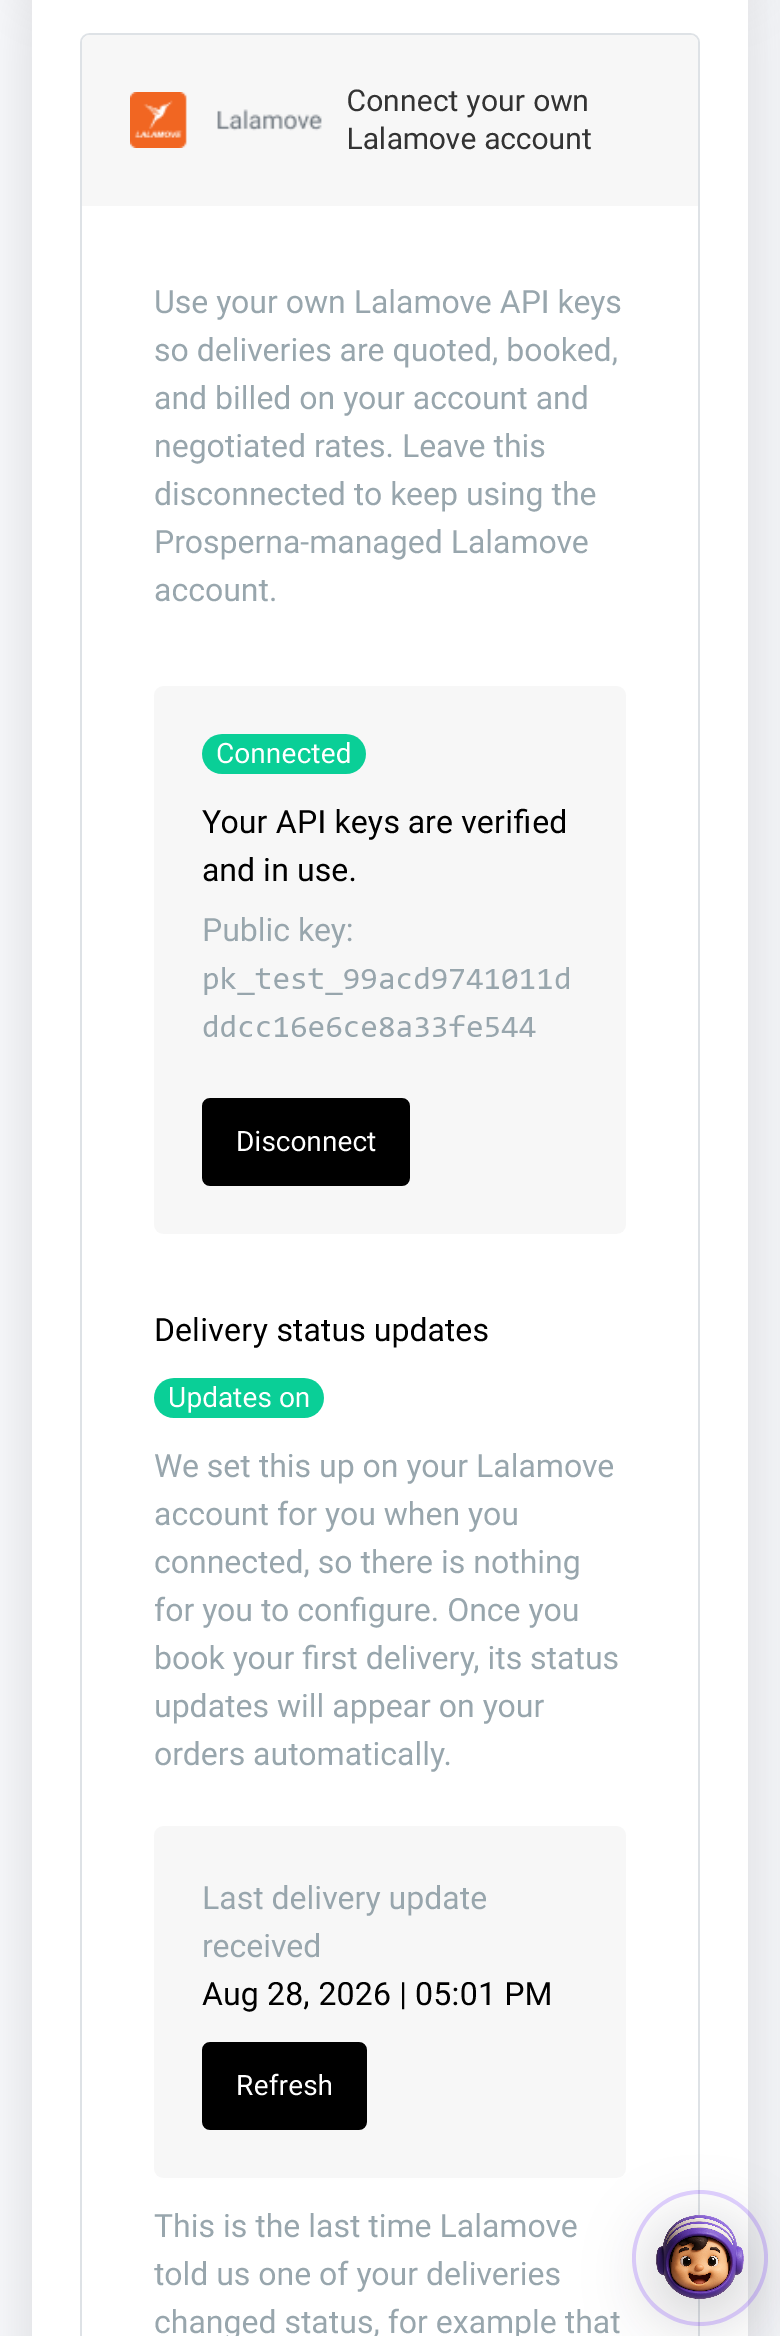 LALAMOVE
Lalamove
Connect your own
Lalamove account
Use your own Lalamove API keys
so deliveries are quoted, booked,
and billed on your account and
negotiated rates. Leave this
disconnected to keep using the
Prosperna-managed Lalamove
account.
Connected
Your API keys are verified
and in use.
Public key:
pk_test_99acd9741011d
ddcc16e6ce8a33fe544
Disconnect
Delivery status updates
Updates on
We set this up on your Lalamove
account for you when you
connected, so there is nothing
for you to configure. Once you
book your first delivery, its status
updates will appear on your
orders automatically.
Last delivery update
received
Aug 28, 2026 | 05:01 PM
Refresh
This is the last time Lalamove
told us one of your deliveries
changed status, for example that